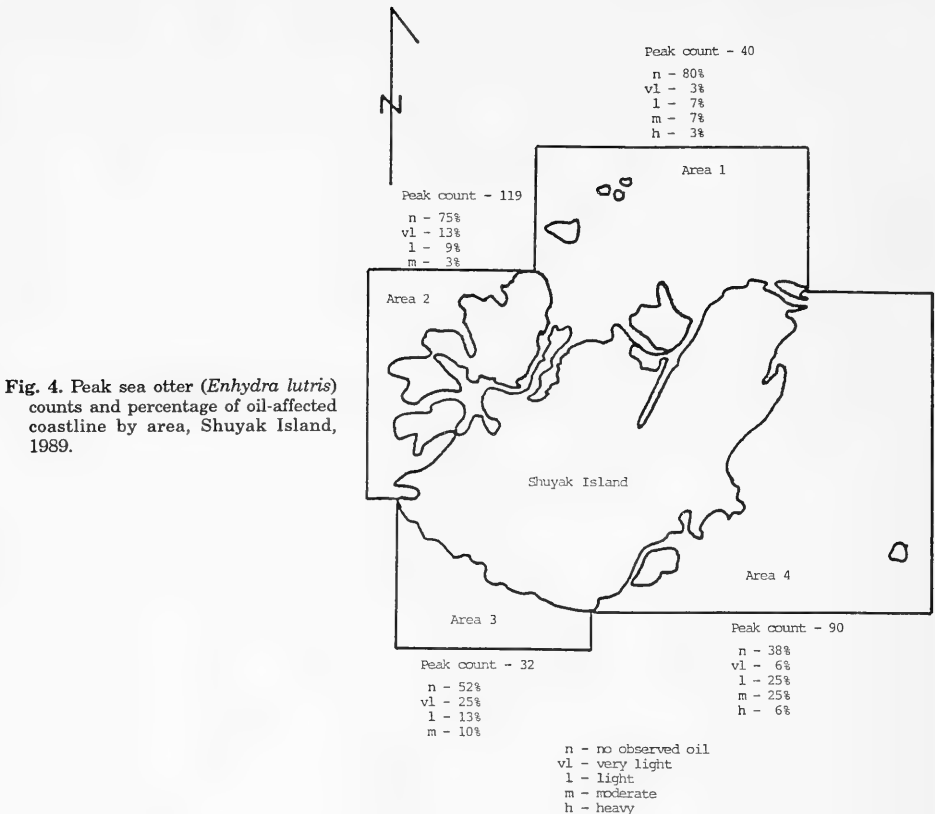 N
Peak count - 40
n - 80%
vl - 3%
l - 7%
m - 7%
h - 3%
Area 1
Peak count - 119
n - 75%
vl - 13%
l - 9%
m - 3%
Area 2
Fig. 4. Peak sea otter (Enhydra lutris)
counts and percentage of oil-affected
coastline by area, Shuyak Island,
1989.
Shuyak Island
Area 4
Area 3
Peak count - 90
n - 38%
vl - 6%
l - 25%
m - 25%
h - 6%
Peak count - 32
n - 52%
vl - 25%
l - 13%
m - 10%
n - no observed oil
vl - very light
l - light
m - moderate
h - heavy